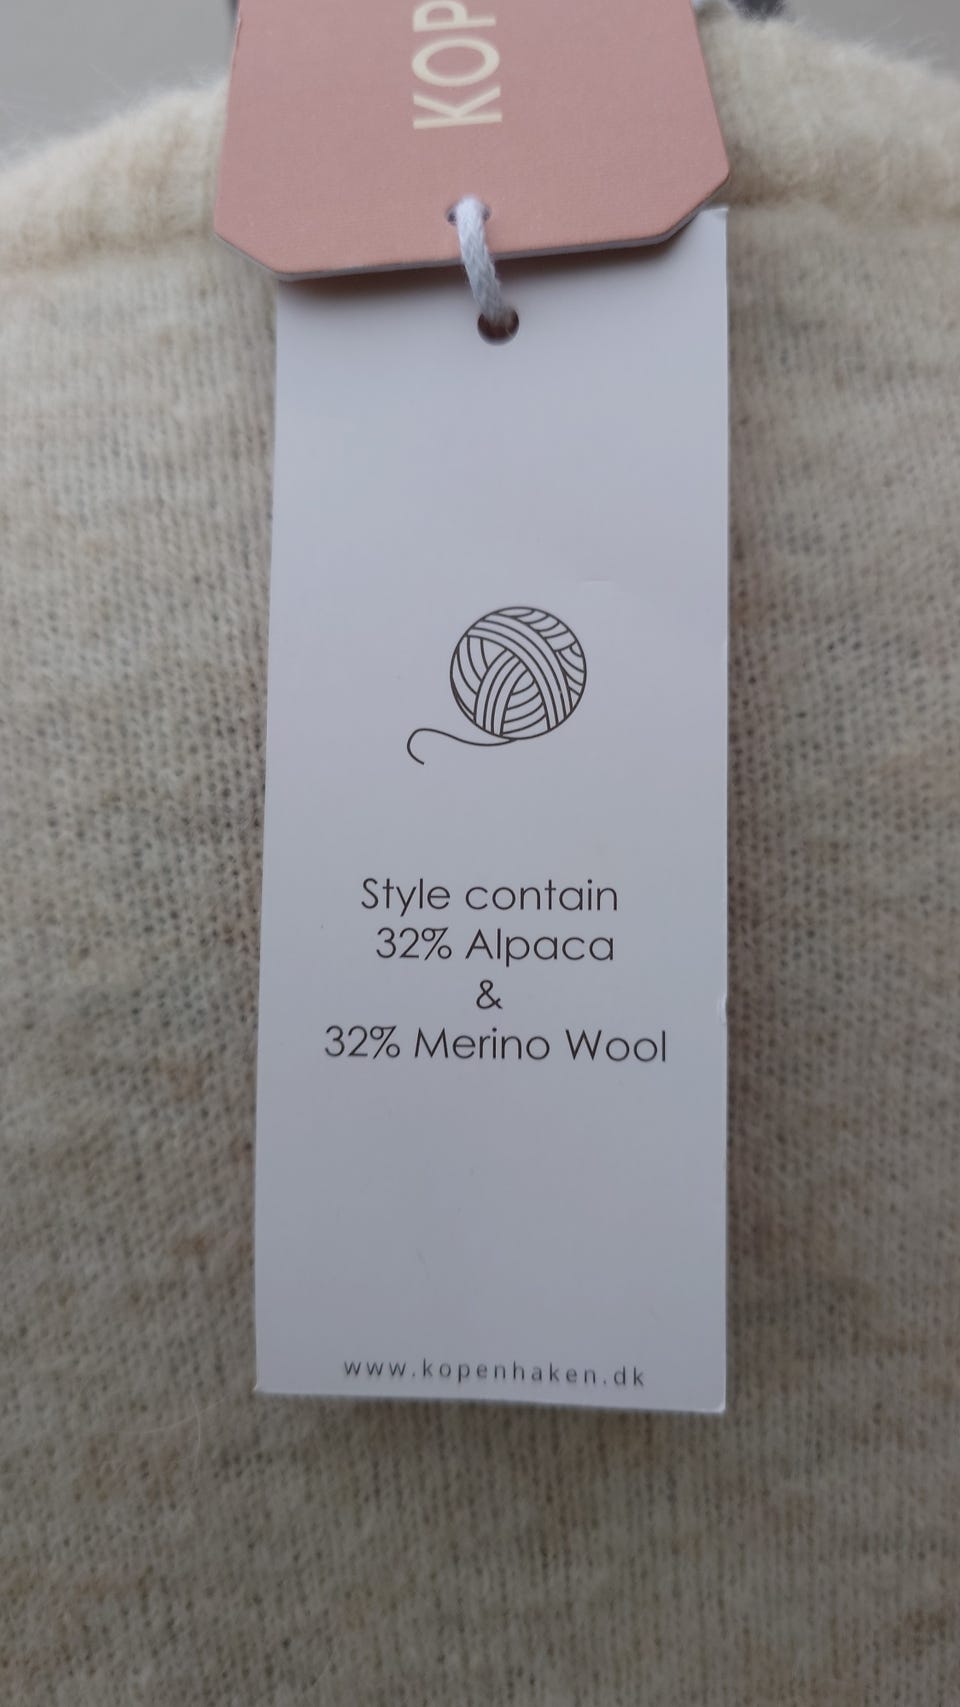 KOP
Style contain
32% Alpaca
&
32% Merino Wool
www.kopenhaken.dk